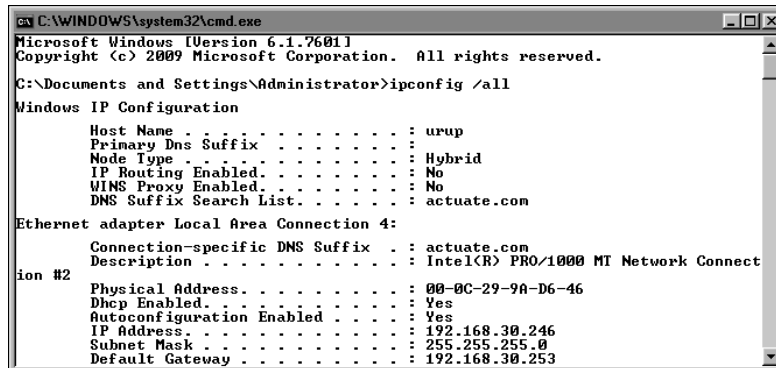 C:\WINDOWS\system32\cmd.exe
Microsoft Windows [Version 6.1.7601]
Copyright (c) 2009 Microsoft Corporation.  All rights reserved.
C:\Documents and Settings\Administrator>ipconfig /all
Windows IP Configuration
Host Name . . . . . . . . . . . . : urup
Primary Dns Suffix  . . . . . . . :
Node Type . . . . . . . . . . . . : Hybrid
IP Routing Enabled. . . . . . . . : No
WINS Proxy Enabled. . . . . . . . : No
DNS Suffix Search List. . . . . . : actuate.com
Ethernet adapter Local Area Connection 4:
Connection-specific DNS Suffix  . : actuate.com
Description . . . . . . . . . . . : Intel(R) PRO/1000 MT Network Connect
ion #2
Physical Address. . . . . . . . . : 00-0C-29-9A-D6-46
Dhcp Enabled. . . . . . . . . . . : Yes
Autoconfiguration Enabled . . . . : Yes
IP Address. . . . . . . . . . . . : 192.168.30.246
Subnet Mask . . . . . . . . . . . : 255.255.255.0
Default Gateway . . . . . . . . . : 192.168.30.253